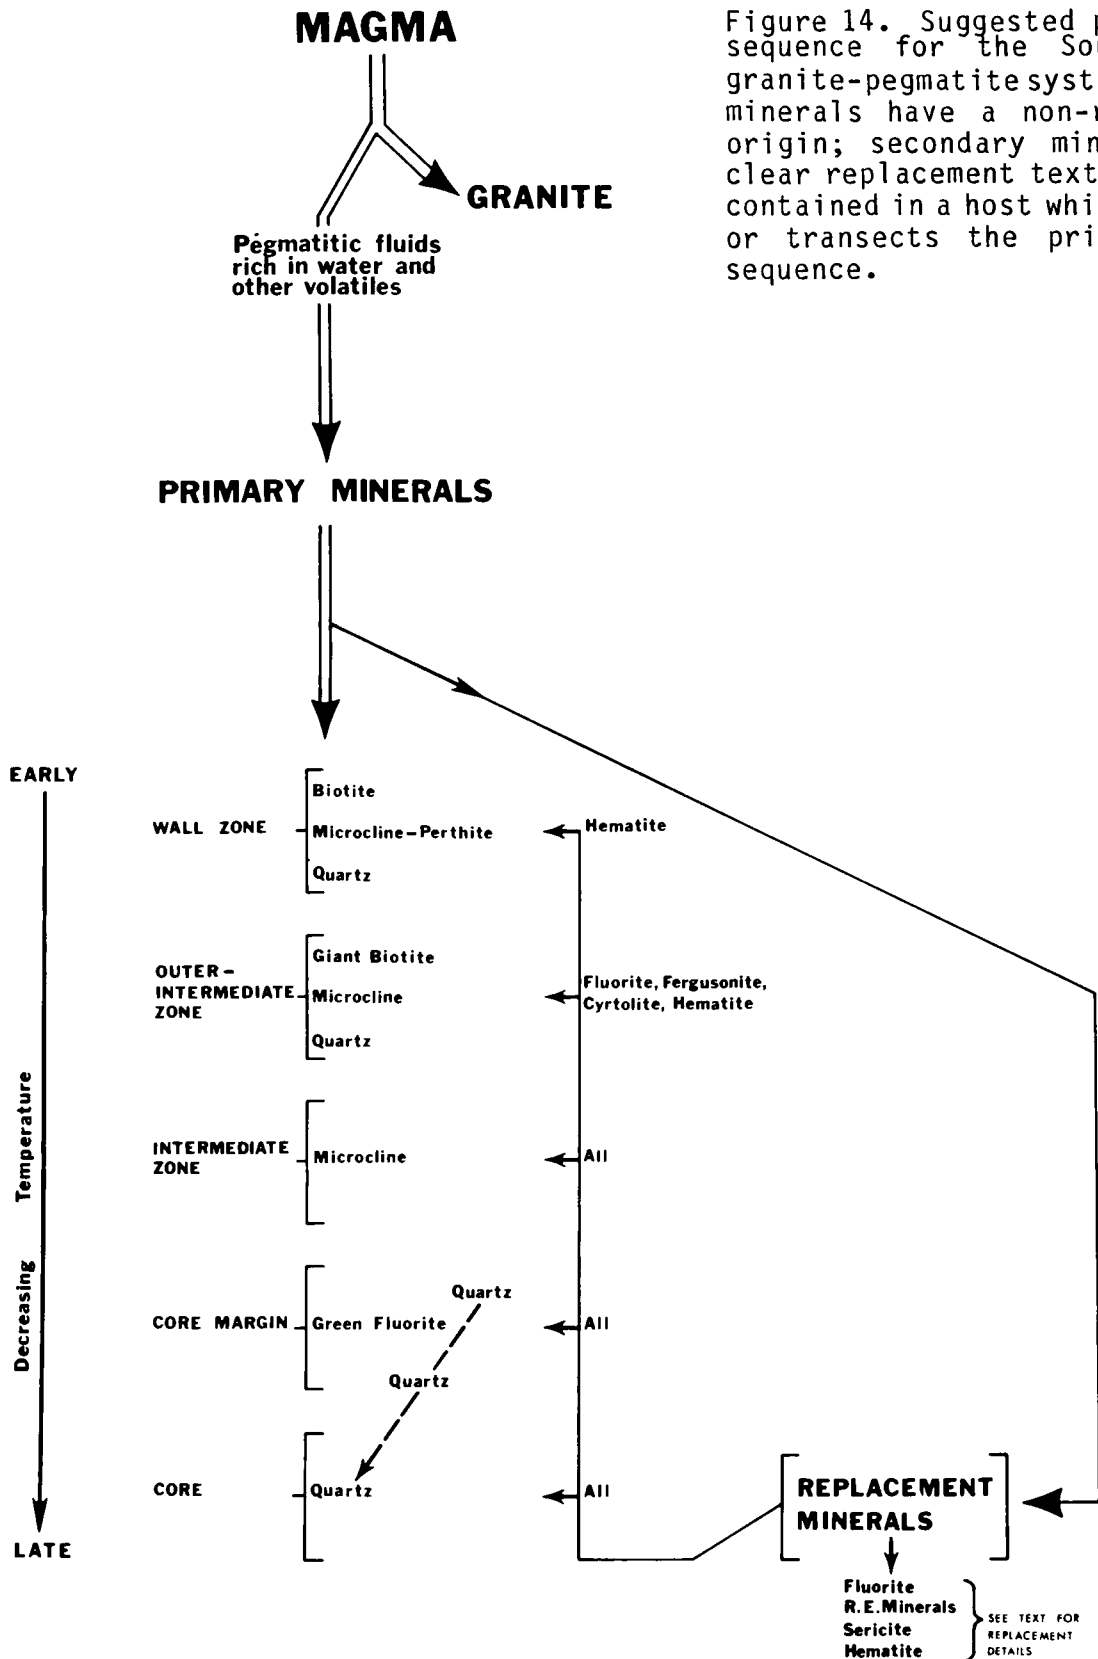 MAGMA
Figure 14. Suggested
sequence for the
granite-pegmatite
minerals have a
origin; secondary
clear replacement
contained in a host
or transects the
sequence.
GRANITE
Pegmatitic fluids
rich in water and
other volatiles
PRIMARY MINERALS
EARLY
Decreasing Temperature
LATE
WALL ZONE
Biotite
Microcline-Perthite
Quartz
Hematite
OUTER-
INTERMEDIATE
ZONE
Giant Biotite
Microcline
Quartz
Fluorite, Fergusonite,
Cyrtolite, Hematite
INTERMEDIATE
ZONE
Microcline
All
CORE MARGIN
Green Fluorite
Quartz
Quartz
All
CORE
Quartz
All
REPLACEMENT
MINERALS
Fluorite
R.E.Minerals
Sericite
Hematite
SEE TEXT FOR
REPLACEMENT
DETAILS